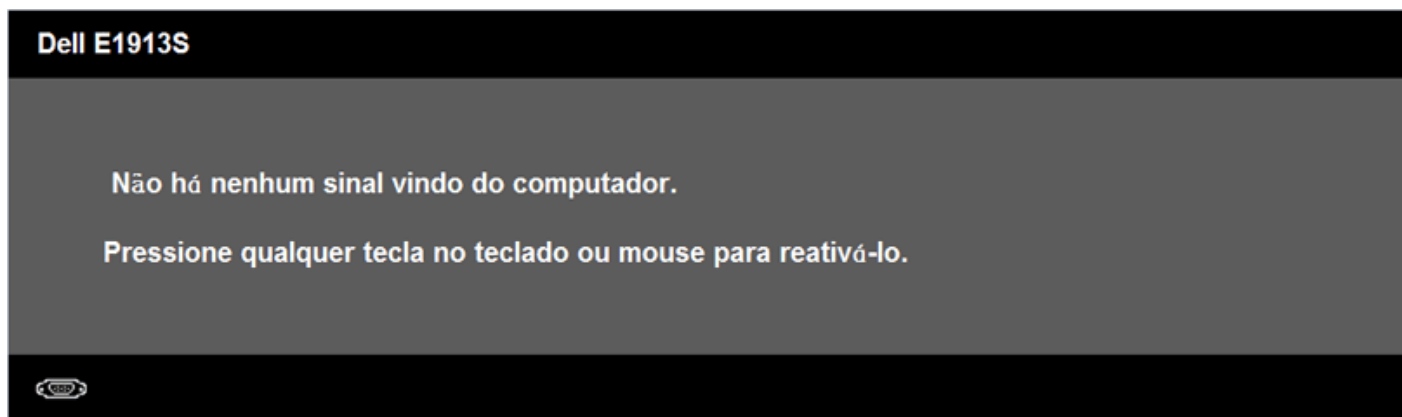 Dell E1913S
Não há nenhum sinal vindo do computador.
Pressione qualquer tecla no teclado ou mouse para reativá-lo.